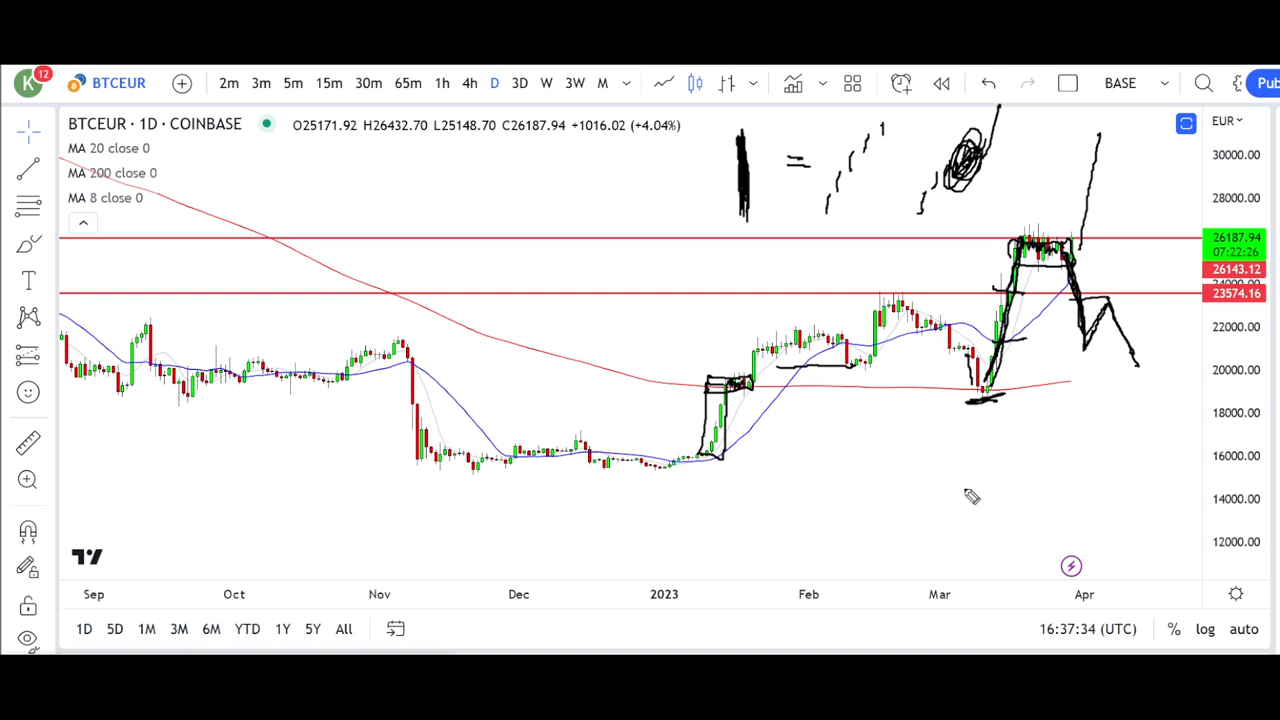 K 12 BTCEUR 2m 3m 5m 15m 30m 65m 1h 4h D 3D W 3W M BASE Pub
BTCEUR · 1D · COINBASE O25171.92 H26432.70 L25148.70 C26187.94 +1016.02 (+4.04%) EUR
MA 20 close 0
30000.00
MA 200 close 0
MA 8 close 0
28000.00
26187.94
07:22:26
26143.12
23574.16
22000.00
20000.00
18000.00
16000.00
14000.00
12000.00
Sep Oct Nov Dec 2023 Feb Mar Apr
1D 5D 1M 3M 6M YTD 1Y 5Y All 16:37:34 (UTC) % log auto